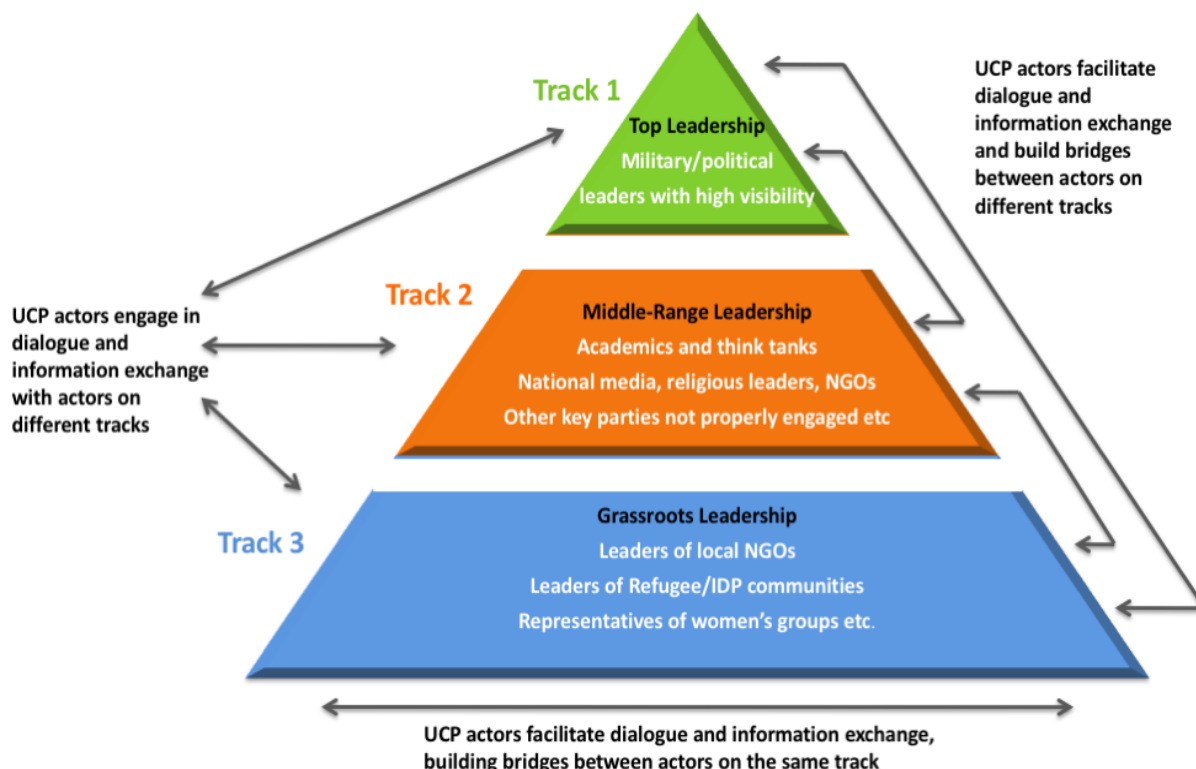 Track 1
Top Leadership
Military/political
leaders with high visibility
UCP actors facilitate
dialogue and
information exchange
and build bridges
between actors on
different tracks
Track 2
Middle-Range Leadership
Academics and think tanks
National media, religious leaders, NGOs
Other key parties not properly engaged etc
UCP actors engage in
dialogue and
information exchange
with actors on
different tracks
Track 3
Grassroots Leadership
Leaders of local NGOs
Leaders of Refugee/IDP communities
Representatives of women's groups etc.
UCP actors facilitate dialogue and information exchange,
building bridges between actors on the same track